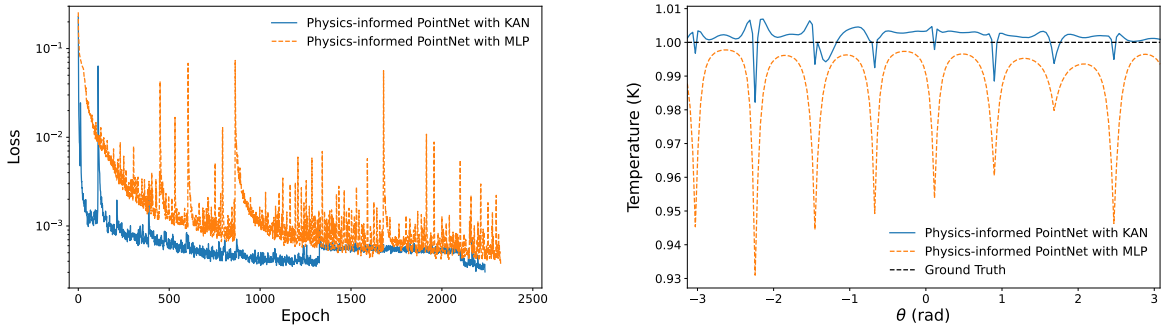 Physics-informed PointNet with KAN
Physics-informed PointNet with MLP
Loss
10⁻¹
10⁻²
10⁻³
0 500 1000 1500 2000 2500
Epoch
Temperature (K)
1.01
1.00
0.99
0.98
0.97
0.96
0.95
0.94
0.93
Physics-informed PointNet with KAN
Physics-informed PointNet with MLP
Ground Truth
−3 −2 −1 0 1 2 3
θ (rad)